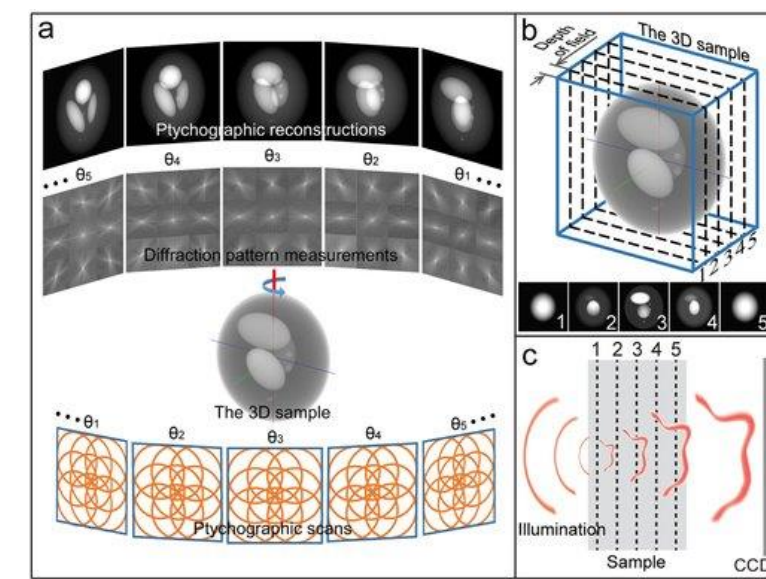 a
Ptychographic reconstructions
θ5 θ4 θ3 θ2 θ1
Diffraction pattern measurements
The 3D sample
θ1 θ2 θ3 θ4 θ5
Ptychographic scans
b
Depth
of field
The 3D sample
1 2 3 4 5
1 2 3 4 5
c
1 2 3 4 5
Illumination
Sample
CCD